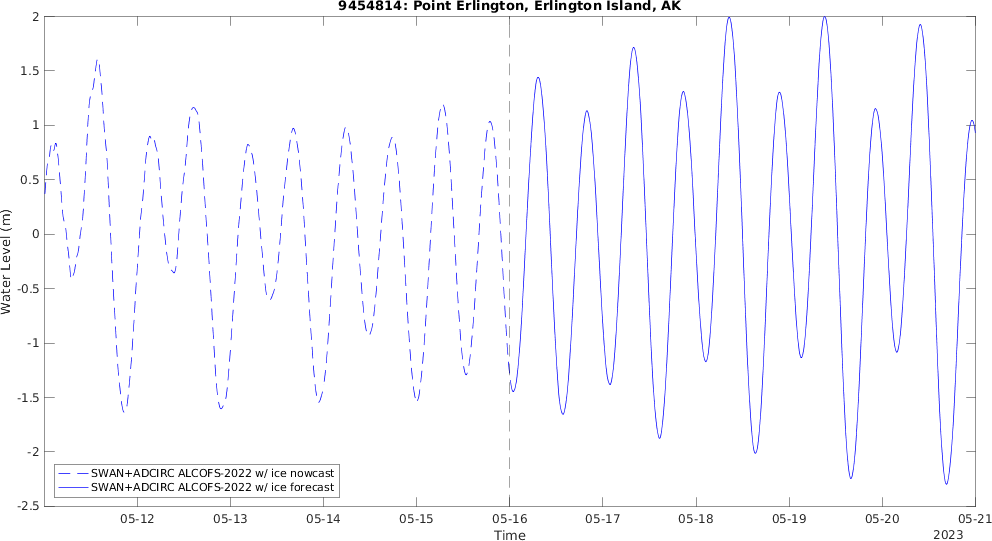 9454814: Point Erlington, Erlington Island, AK
Water Level (m)
2
1.5
1
0.5
0
-0.5
-1
-1.5
-2
-2.5
SWAN+ADCIRC ALCOFS-2022 w/ ice nowcast
SWAN+ADCIRC ALCOFS-2022 w/ ice forecast
05-12 05-13 05-14 05-15 05-16 05-17 05-18 05-19 05-20 05-21
Time
2023